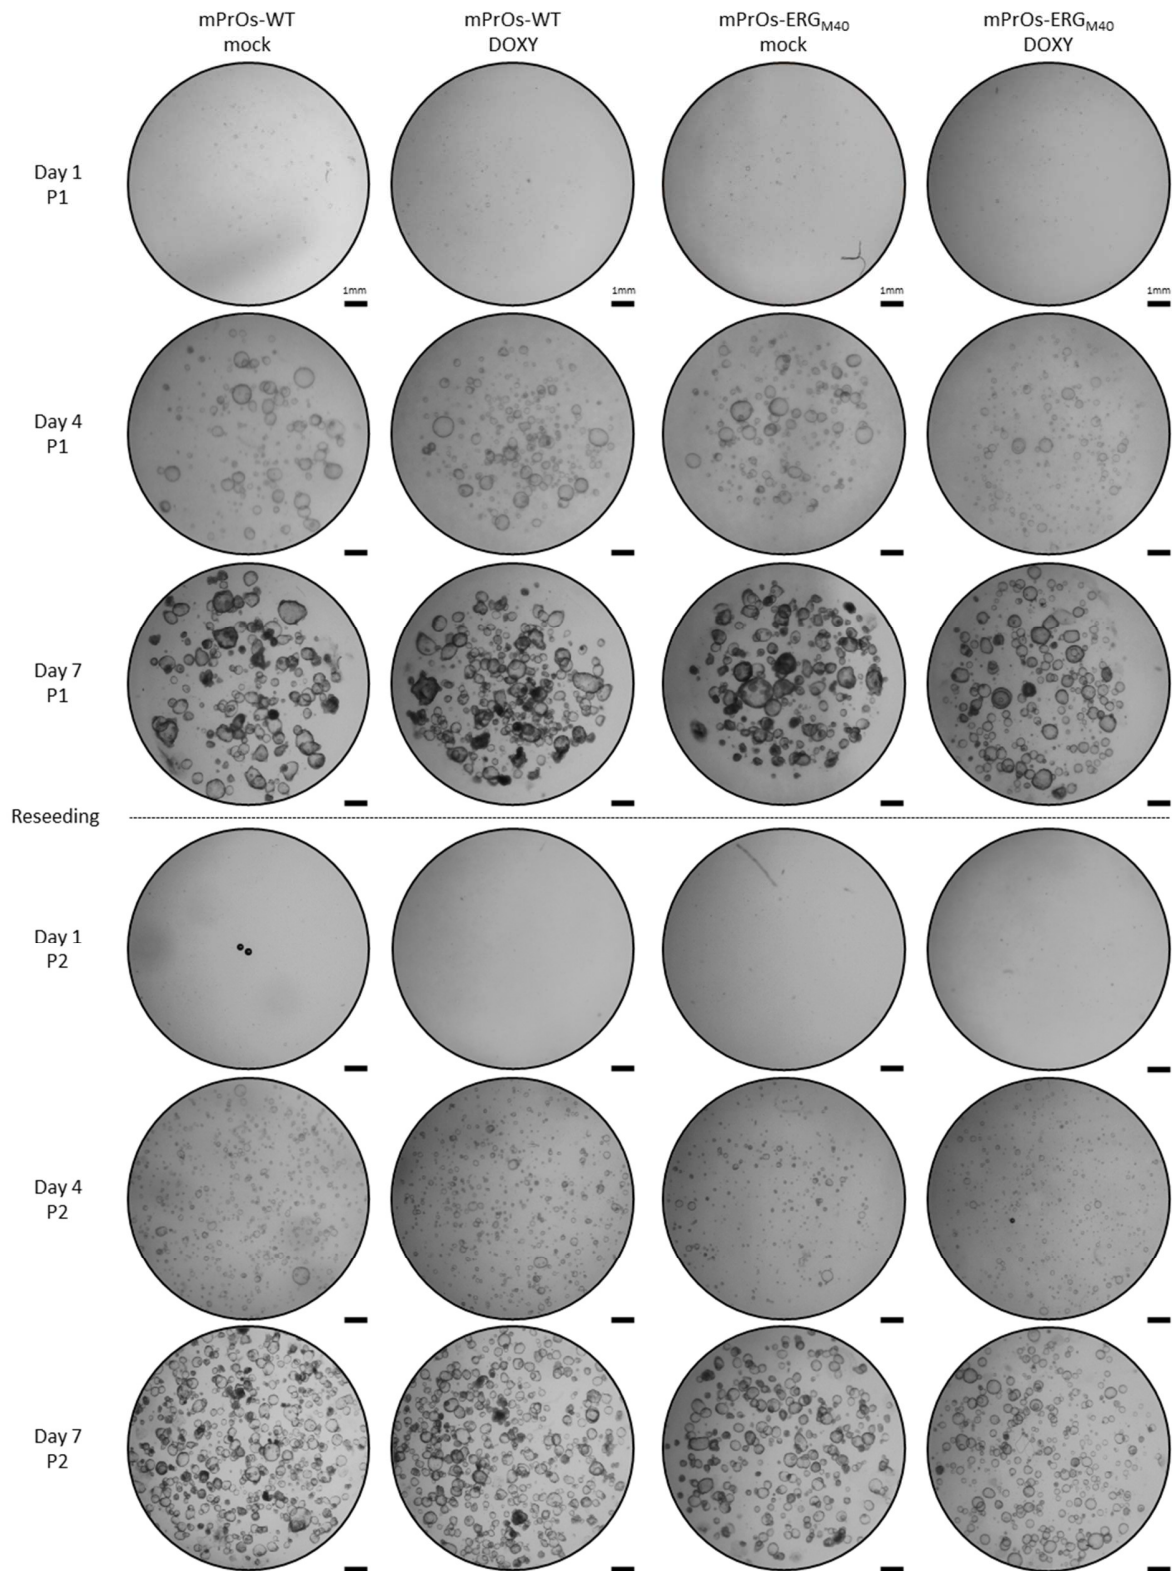 mPrOs-WT
mock
mPrOs-WT
DOXY
mPrOs-ERGM40
mock
mPrOs-ERGM40
DOXY
Day 1
P1
1mm
1mm
1mm
1mm
Day 4
P1
Day 7
P1
Reseeding
Day 1
P2
Day 4
P2
Day 7
P2